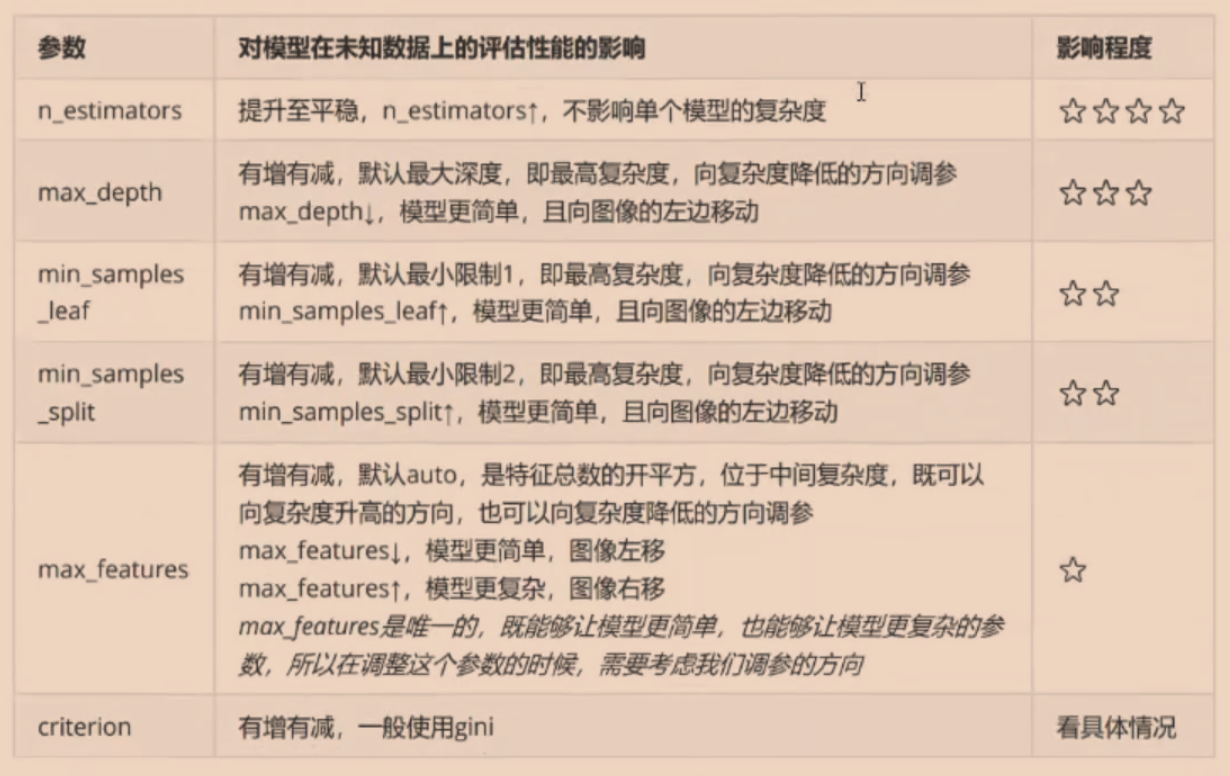 参数 对模型在未知数据上的评估性能的影响 影响程度
n_estimators 提升至平稳，n_estimators↑，不影响单个模型的复杂度 ☆☆☆☆
max_depth
有增有减，默认最大深度，即最高复杂度，向复杂度降低的方向调参
max_depth↓，模型更简单，且向图像的左边移动
☆☆☆
min_samples
_leaf
有增有减，默认最小限制1，即最高复杂度，向复杂度降低的方向调参
min_samples_leaf↑，模型更简单，且向图像的左边移动
☆☆
min_samples
_split
有增有减，默认最小限制2，即最高复杂度，向复杂度降低的方向调参
min_samples_split↑，模型更简单，且向图像的左边移动
☆☆
max_features
有增有减，默认auto，是特征总数的开平方，位于中间复杂度，既可以
向复杂度升高的方向，也可以向复杂度降低的方向调参
max_features↓，模型更简单，图像左移
max_features↑，模型更复杂，图像右移
max_features是唯一的，既能够让模型更简单，也能够让模型更复杂的参
数，所以在调整这个参数的时候，需要考虑我们调参的方向
☆
criterion 有增有减，一般使用gini 看具体情况